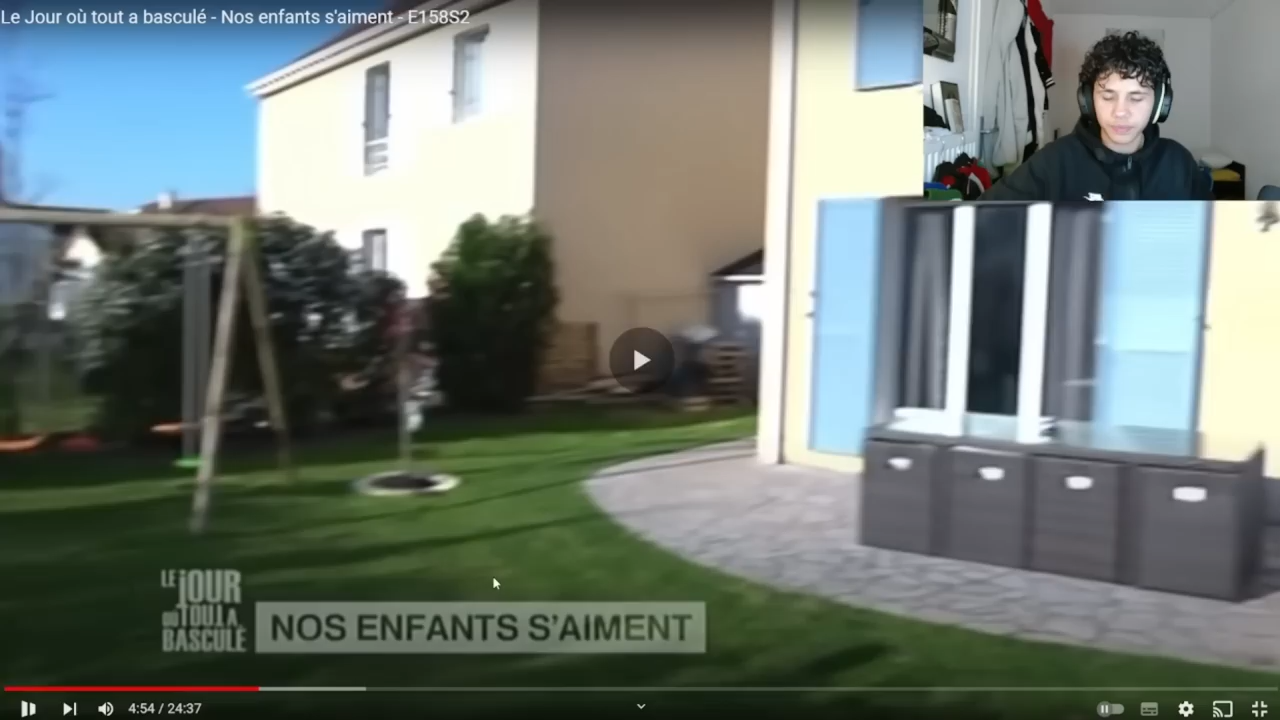 Le Jour où tout a basculé - Nos enfants s'aiment - E158S2
LE JOUR
OÙ TOUT A
BASCULÉ
NOS ENFANTS S'AIMENT
4:54 / 24:37